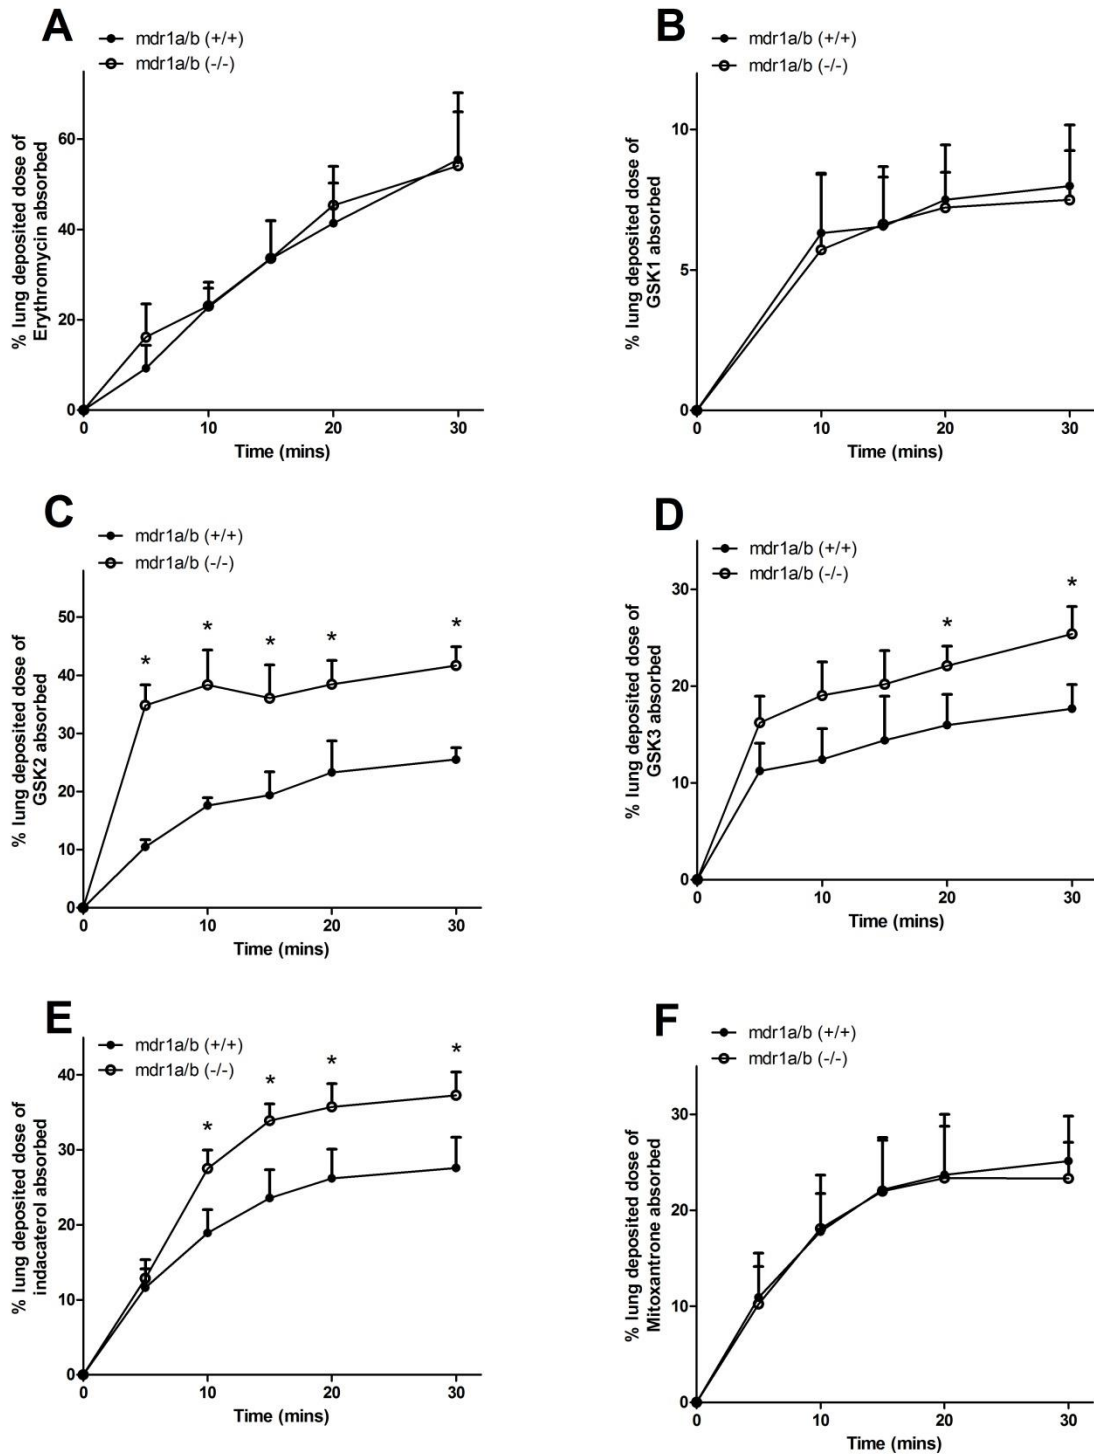 A
mdr1a/b (+/+)
mdr1a/b (-/-)
% lung deposited dose of
Erythromycin absorbed
60
40
20
0
0 10 20 30
Time (mins)
B
mdr1a/b (+/+)
mdr1a/b (-/-)
% lung deposited dose of
GSK1 absorbed
10
5
0
0 10 20 30
Time (mins)
C
mdr1a/b (+/+)
mdr1a/b (-/-)
% lung deposited dose of
GSK2 absorbed
50
40
30
20
10
0
* * * * *
0 10 20 30
Time (mins)
D
mdr1a/b (+/+)
mdr1a/b (-/-)
% lung deposited dose of
GSK3 absorbed
30
20
10
0
* *
0 10 20 30
Time (mins)
E
mdr1a/b (+/+)
mdr1a/b (-/-)
% lung deposited dose of
indacaterol absorbed
40
30
20
10
0
* * * *
0 10 20 30
Time (mins)
F
mdr1a/b (+/+)
mdr1a/b (-/-)
% lung deposited dose of
Mitoxantrone absorbed
30
20
10
0
0 10 20 30
Time (mins)